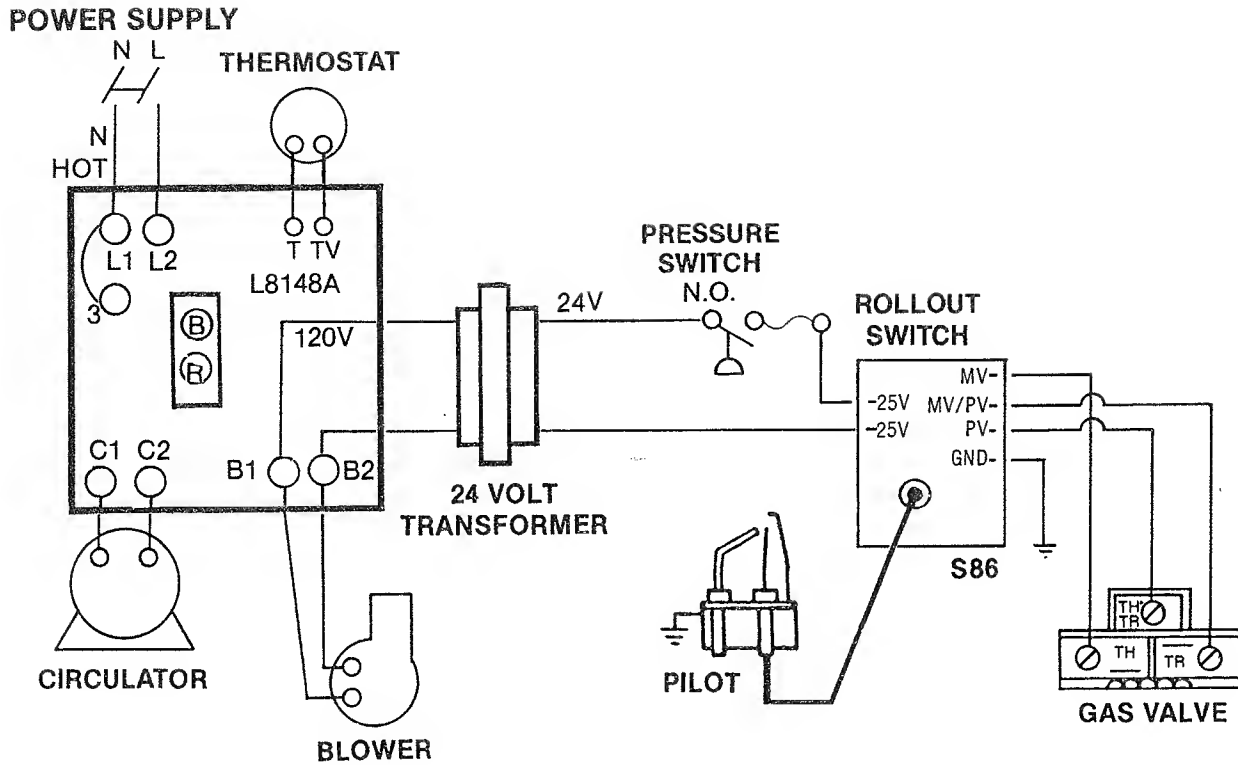 POWER SUPPLY
N L
THERMOSTAT
N
HOT
L1 L2
T TV
L8148A
3
B
R
120V
24V
PRESSURE
SWITCH
N.O.
ROLLOUT
SWITCH
MV-
-25V
MV/PV-
-25V
PV-
GND-
C1 C2
B1 B2
24 VOLT
TRANSFORMER
S86
CIRCULATOR
BLOWER
PILOT
TH
TR
TH
TR
GAS VALVE